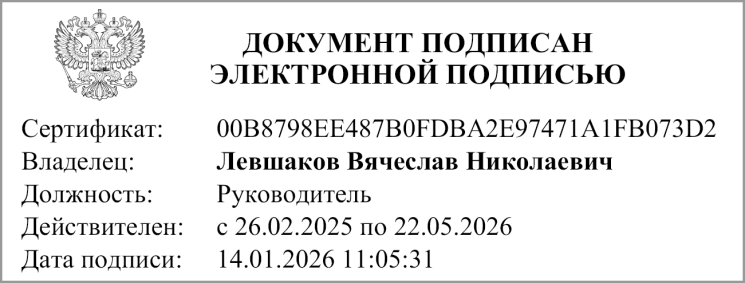 ДОКУМЕНТ ПОДПИСАН
ЭЛЕКТРОННОЙ ПОДПИСЬЮ
Сертификат: 00B8798EE487B0FDBA2E97471A1FB073D2
Владелец: Левшаков Вячеслав Николаевич
Должность: Руководитель
Действителен: с 26.02.2025 по 22.05.2026
Дата подписи: 14.01.2026 11:05:31